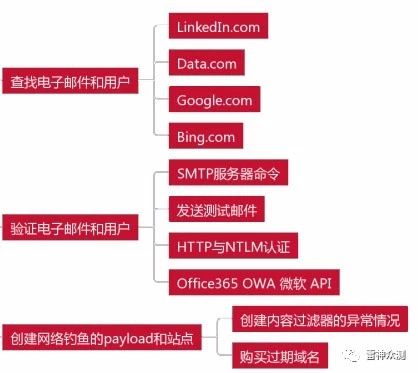 LinkedIn.com
Data.com
查找电子邮件和用户
Google.com
Bing.com
SMTP服务器命令
发送测试邮件
验证电子邮件和用户
HTTP与NTLM认证
Office365 OWA 微软 API
创建网络钓鱼的payload和站点
创建内容过滤器的异常情况
购买过期域名
雷神众测